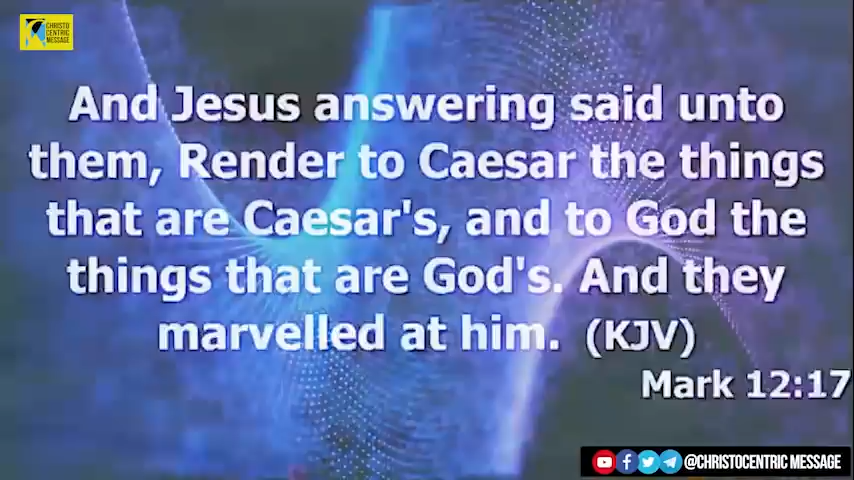 CHRISTO
CENTRIC
MESSAGE
And Jesus answering said unto
them, Render to Caesar the things
that are Caesar's, and to God the
things that are God's. And they
marvelled at him. (KJV)
Mark 12:17
@CHRISTOCENTRIC MESSAGE